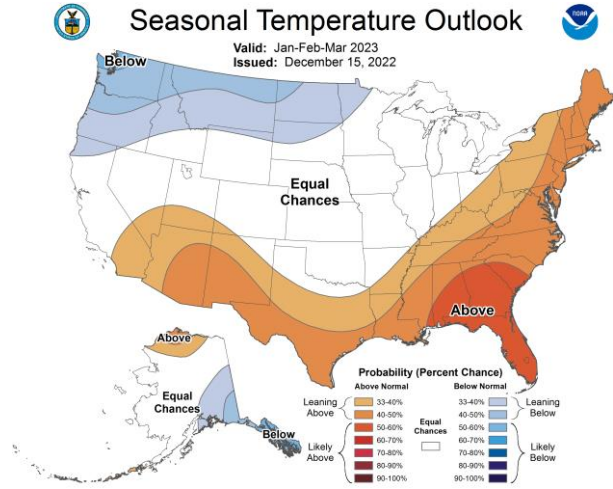 Seasonal Temperature Outlook
NOAA
Valid: Jan-Feb-Mar 2023
Issued: December 15, 2022
Below
Equal
Chances
Above
Above
Equal
Chances
Below
Probability (Percent Chance)
Above Normal Below Normal
Leaning Above
33-40%
40-50%
Likely Above
50-60%
60-70%
70-80%
80-90%
90-100%
Equal
Chances
33-40%
40-50%
Leaning Below
50-60%
60-70%
70-80%
80-90%
90-100%
Likely Below